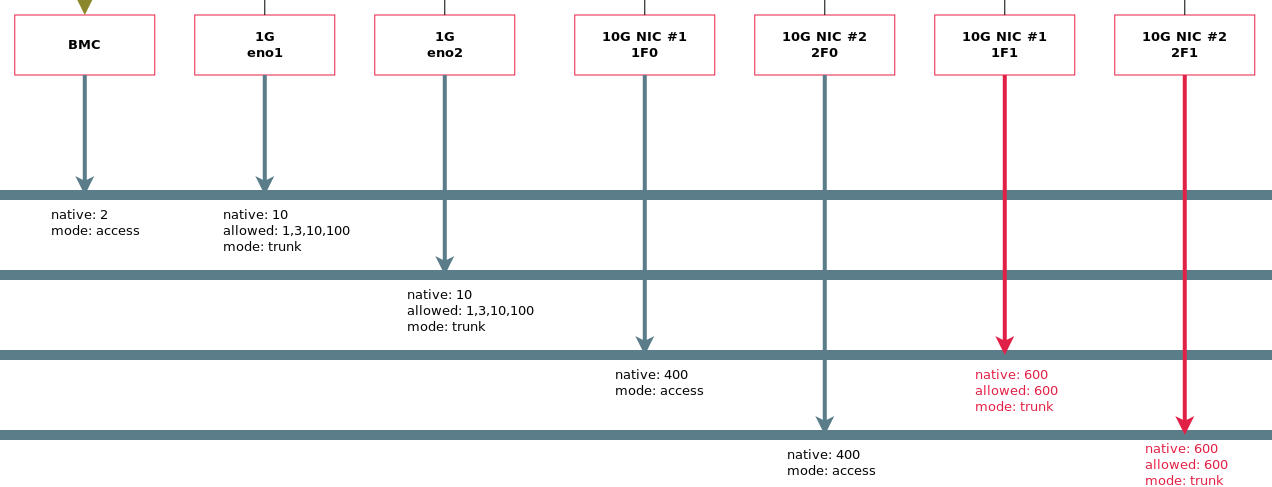 BMC
1G
eno1
1G
eno2
10G NIC #1
1F0
10G NIC #2
2F0
10G NIC #1
1F1
10G NIC #2
2F1
native: 2
mode: access
native: 10
allowed: 1,3,10,100
mode: trunk
native: 10
allowed: 1,3,10,100
mode: trunk
native: 400
mode: access
native: 600
allowed: 600
mode: trunk
native: 400
mode: access
native: 600
allowed: 600
mode: trunk